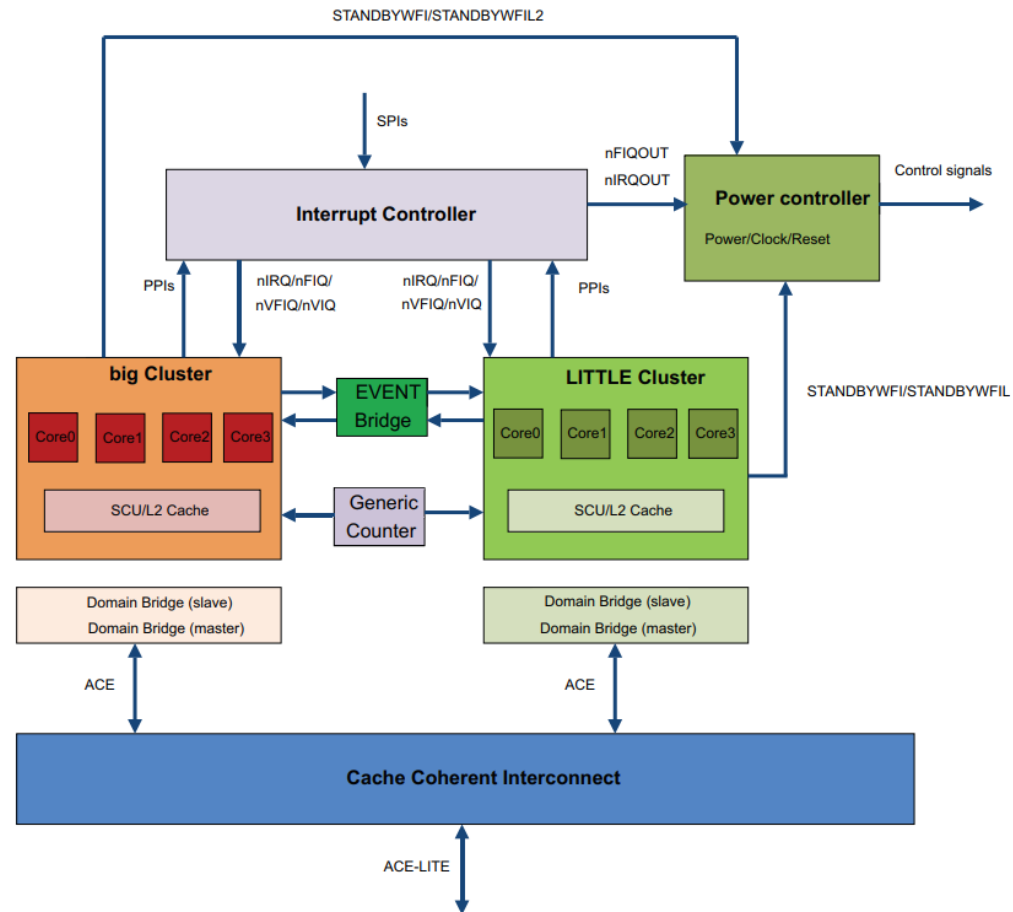 STANDBYWFI/STANDBYWFIL2
SPIs
nFIQOUT
nIRQOUT
Control signals
Interrupt Controller
Power controller
Power/Clock/Reset
PPIs
nIRQ/nFIQ/
nVFIQ/nVIQ
nIRQ/nFIQ/
nVFIQ/nVIQ
PPIs
big Cluster
Core0
Core1
Core2
Core3
SCU/L2 Cache
EVENT
Bridge
Generic
Counter
LITTLE Cluster
Core0
Core1
Core2
Core3
SCU/L2 Cache
STANDBYWFI/STANDBYWFIL
Domain Bridge (slave)
Domain Bridge (master)
Domain Bridge (slave)
Domain Bridge (master)
ACE
ACE
Cache Coherent Interconnect
ACE-LITE